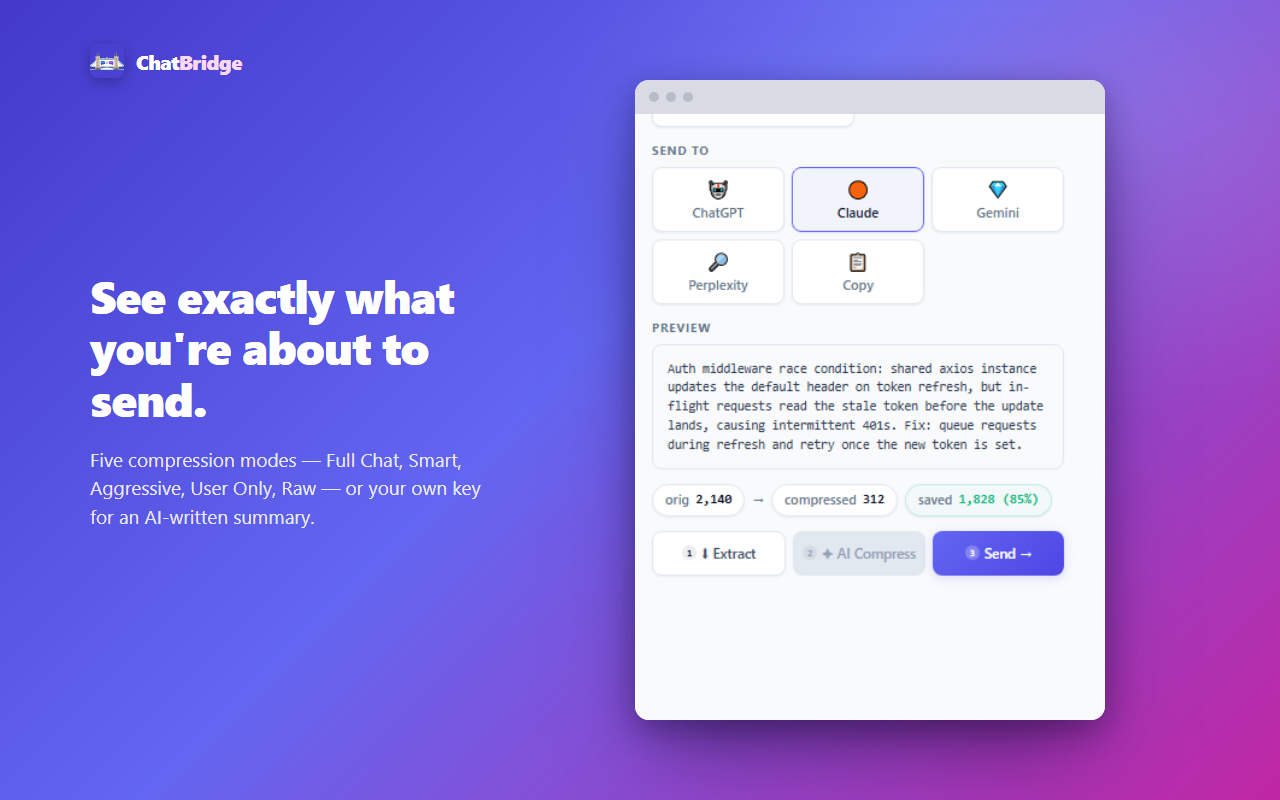 ChatBridge
See exactly what
you're about to
send.
Five compression modes — Full Chat, Smart,
Aggressive, User Only, Raw — or your own key
for an AI-written summary.
SEND TO
ChatGPT
Claude
Gemini
Perplexity
Copy
PREVIEW
Auth middleware race condition: shared axios instance
updates the default header on token refresh, but in-
flight requests read the stale token before the update
lands, causing intermittent 401s. Fix: queue requests
during refresh and retry once the new token is set.
orig 2,140 → compressed 312 saved 1,828 (85%)
1 ⬇ Extract 2 ✦ AI Compress 3 Send →